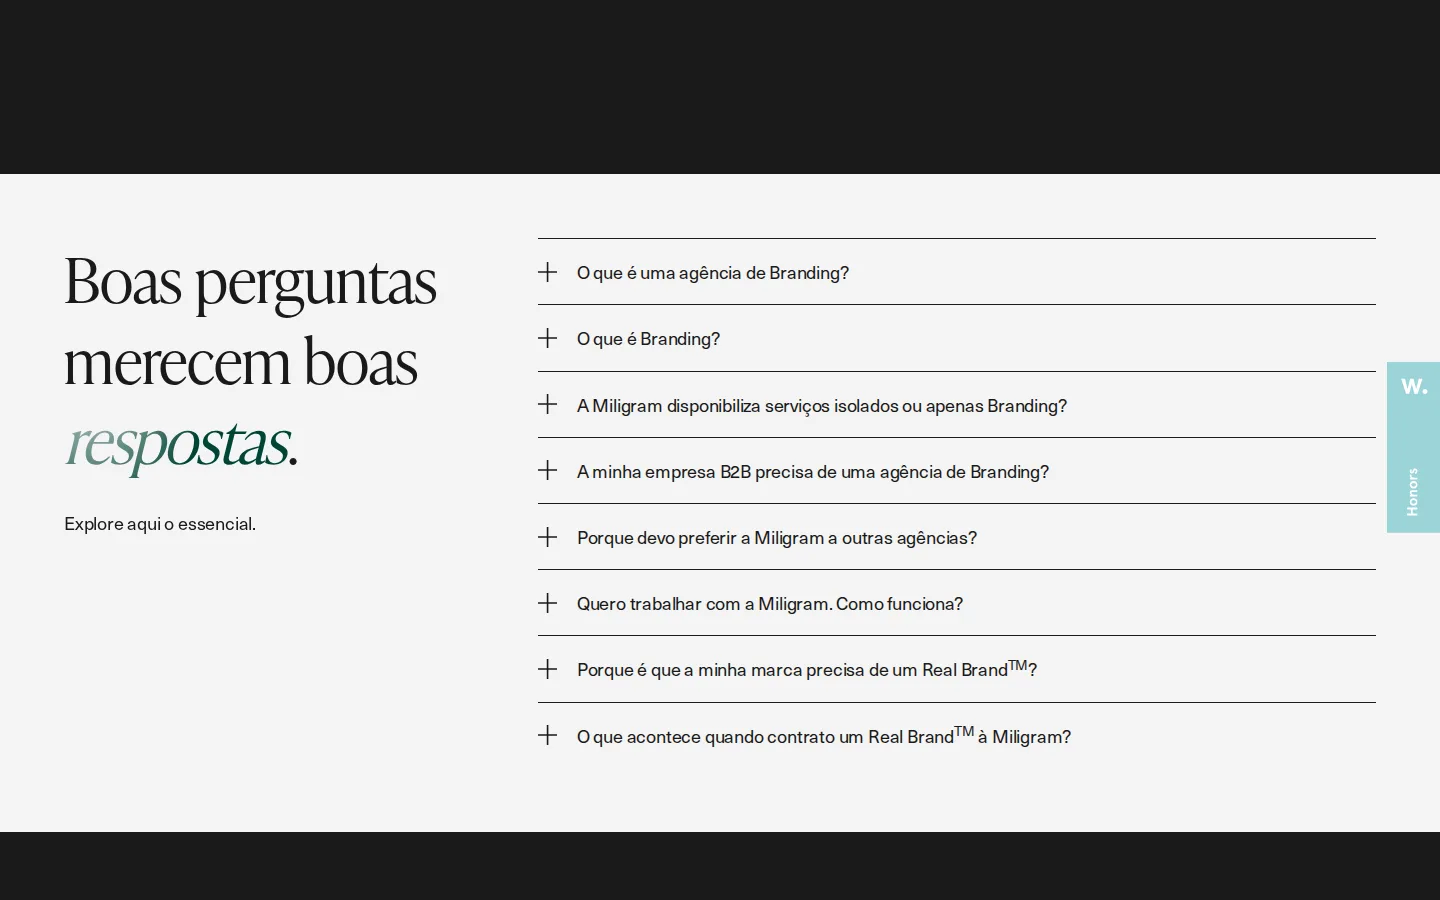 Boas perguntas
merecem boas
respostas.
Explore aqui o essencial.
O que é uma agência de Branding?
O que é Branding?
A Miligram disponibiliza serviços isolados ou apenas Branding?
A minha empresa B2B precisa de uma agência de Branding?
Porque devo preferir a Miligram a outras agências?
Quero trabalhar com a Miligram. Como funciona?
Porque é que a minha marca precisa de um Real Brand™?
O que acontece quando contrato um Real Brand™ à Miligram?
W.
Honors